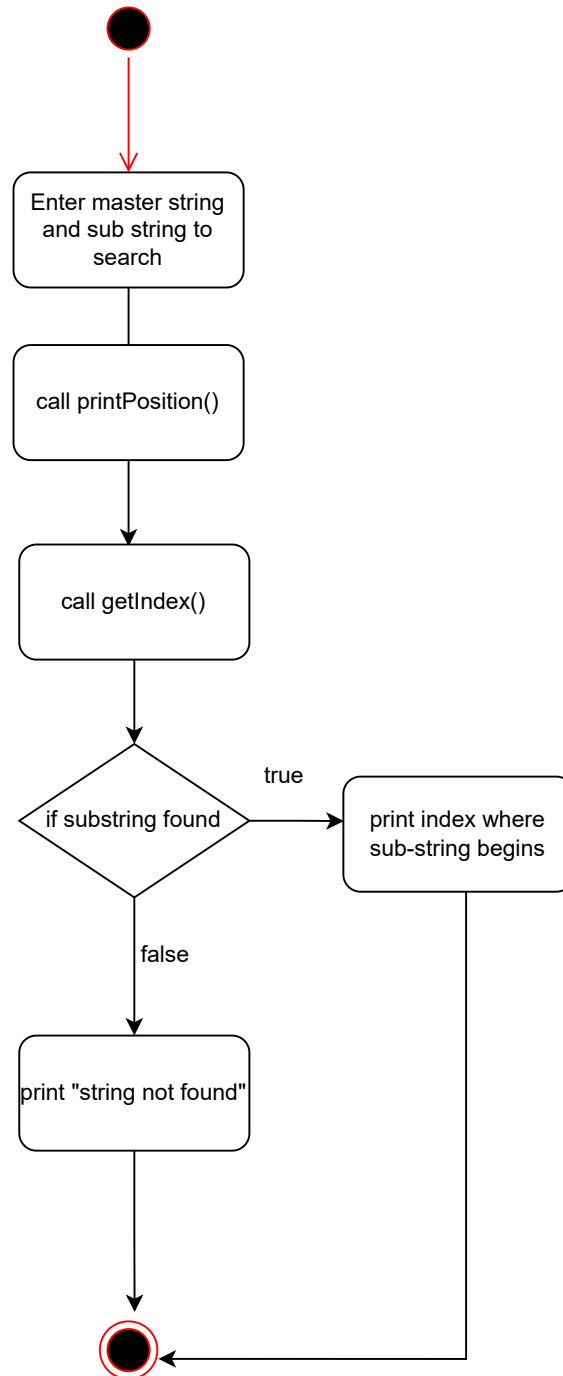 Enter master string
and sub string to
search
call printPosition()
call getIndex()
if substring found
true
print index where
sub-string begins
false
print "string not found"